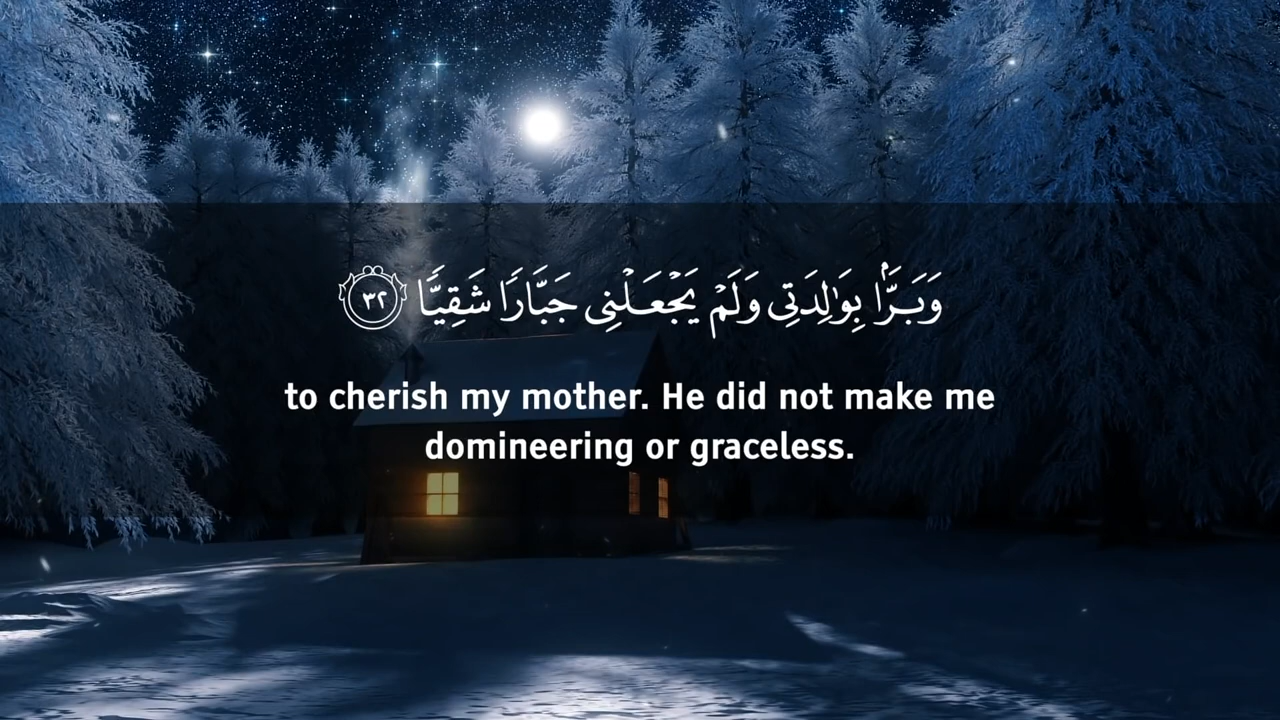 وَبَرًّۢا بِوَٰلِدَتِى وَلَمْ يَجْعَلْنِى جَبَّارًا شَقِيًّا ٣٢
to cherish my mother. He did not make me
domineering or graceless.